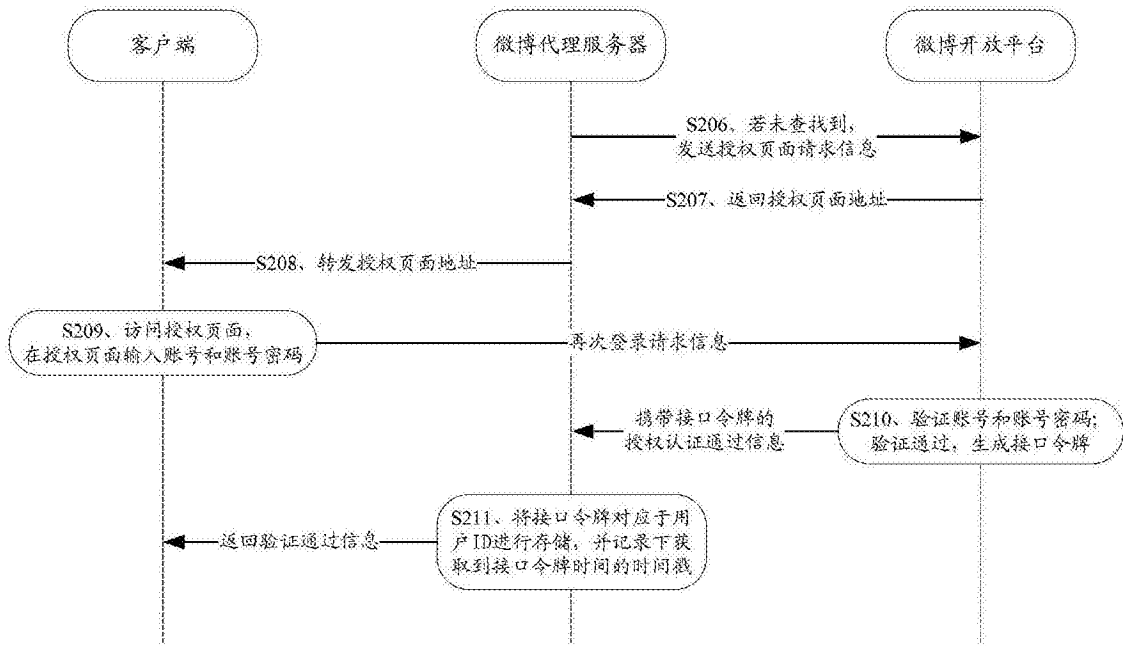 客户端
微博代理服务器
微博开放平台
S206、若未查找到，
发送授权页面请求信息
S207、返回授权页面地址
S208、转发授权页面地址
S209、访问授权页面，
在授权页面输入账号和账号密码
再次登录请求信息
携带接口令牌的
授权认证通过信息
S210、验证账号和账号密码；
验证通过，生成接口令牌
S211、将接口令牌对应于用
户ID进行存储，并记录下获
取到接口令牌时间的时间戳
返回验证通过信息